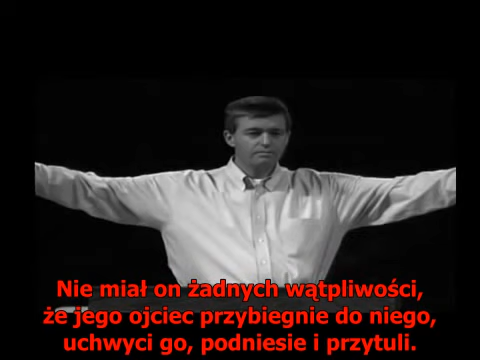 Nie miał on żadnych wątpliwości,
że jego ojciec przybiegnie do niego,
uchwyci go, podniesie i przytuli.